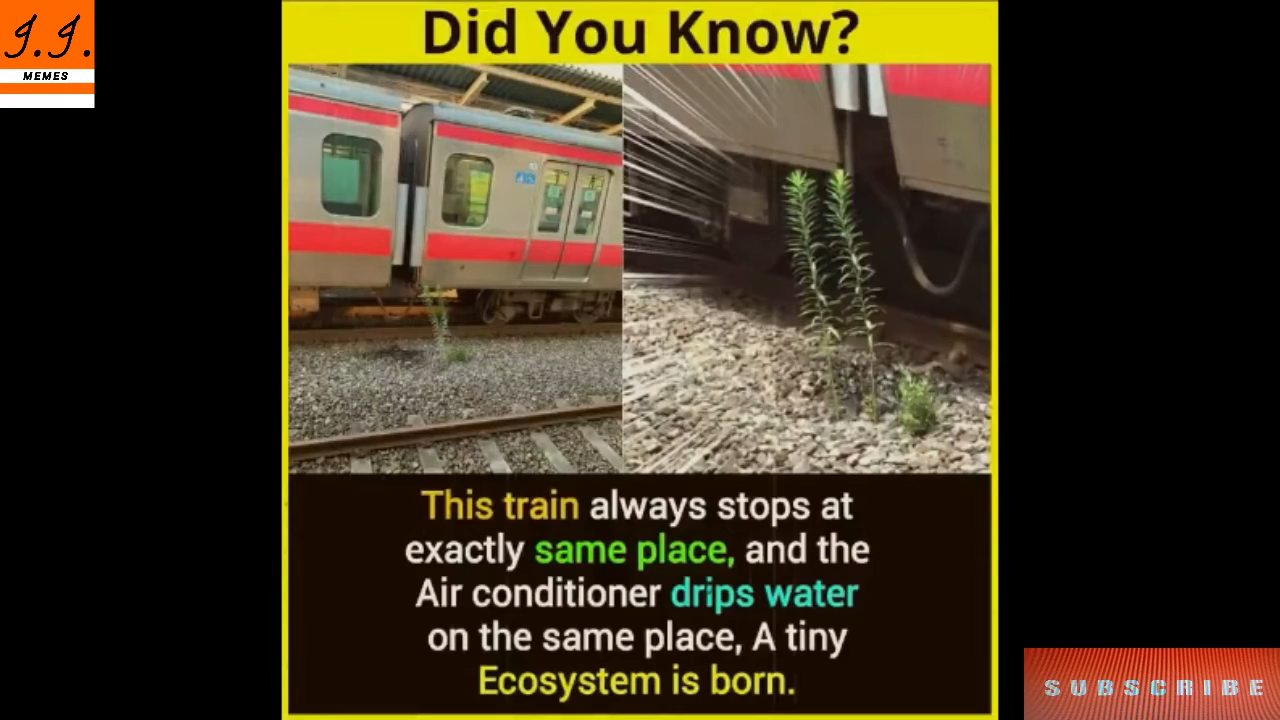 J.J.
MEMES
Did You Know?
This train always stops at
exactly same place, and the
Air conditioner drips water
on the same place, A tiny
Ecosystem is born.
SUBSCRIBE